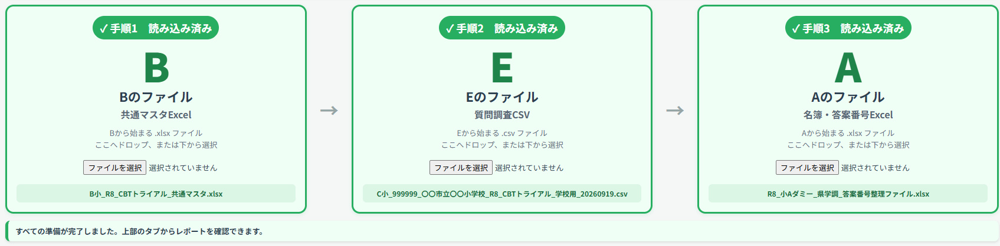 ✓ 手順1　読み込み済み
B
Bのファイル
共通マスタExcel
Bから始まる .xlsx ファイル
ここへドロップ、または下から選択
ファイルを選択 選択されていません
B小_R8_CBTトライアル_共通マスタ.xlsx
→
✓ 手順2　読み込み済み
E
Eのファイル
質問調査CSV
Eから始まる .csv ファイル
ここへドロップ、または下から選択
ファイルを選択 選択されていません
C小_999999_〇〇市立〇〇小学校_R8_CBTトライアル_学校用_20260919.csv
→
✓ 手順3　読み込み済み
A
Aのファイル
名簿・答案番号Excel
Aから始まる .xlsx ファイル
ここへドロップ、または下から選択
ファイルを選択 選択されていません
R8_小Aダミー_県学調_答案番号整理ファイル.xlsx
すべての準備が完了しました。上部のタブからレポートを確認できます。